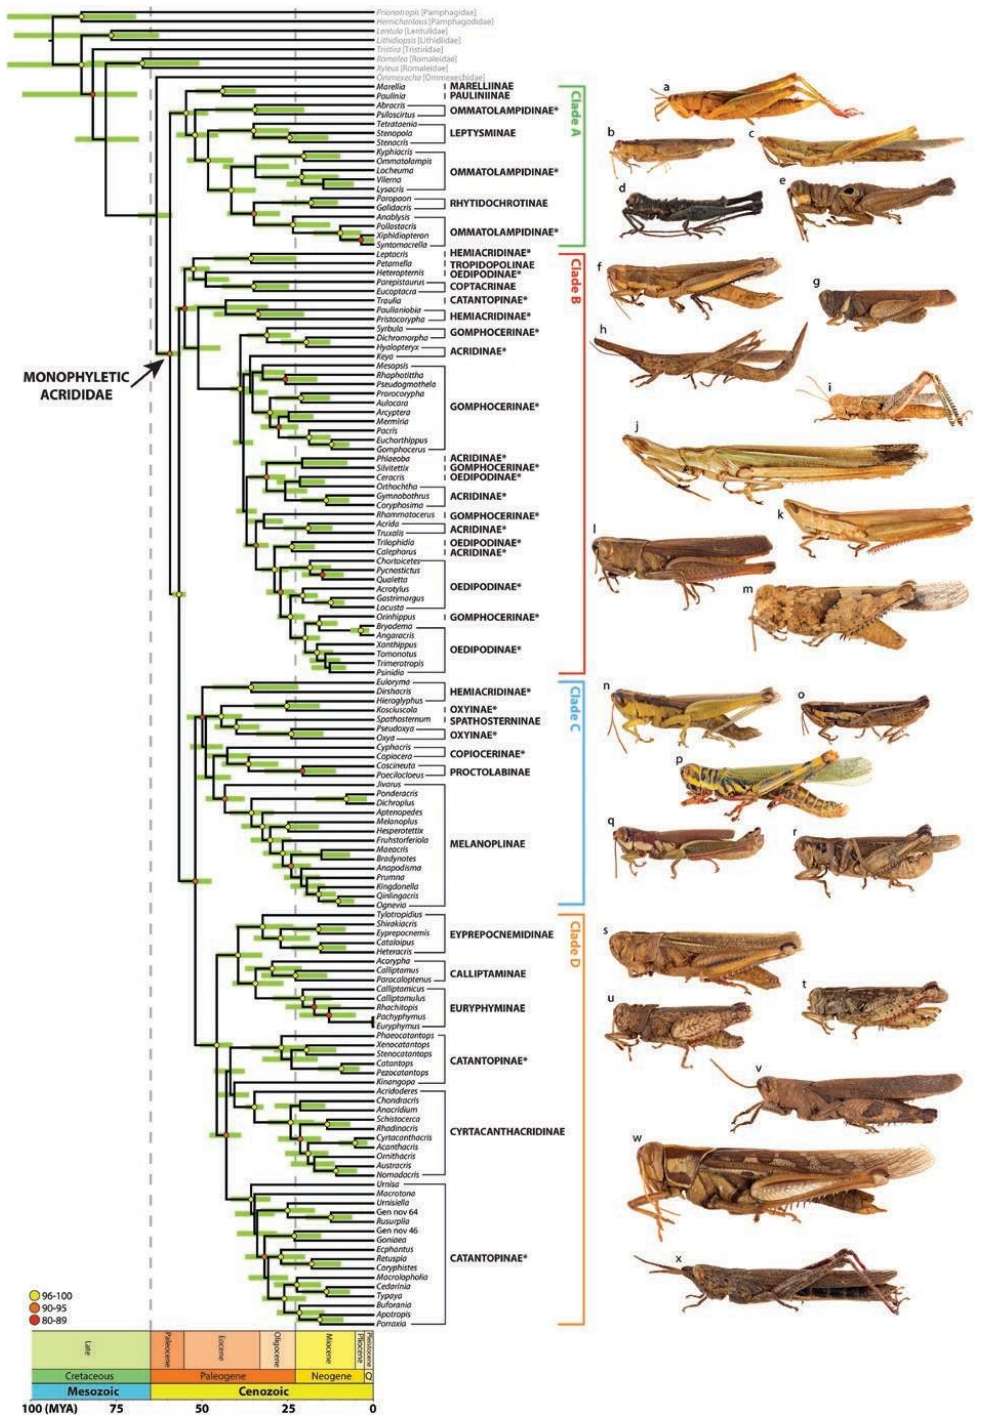 Prionotropis [Pamphagidae]
Hemicharilaus [Pamphagodidae]
Lentula [Lentulidae]
Lithidiopsis [Lithidiidae]
Tristira [Tristiridae]
Romalea [Romaleidae]
Xyleus [Romaleidae]
Ommexecha [Ommexechidae]
Marellia MARELLIINAE
Paulinia PAULINIINAE
Abracris
OMMATOLAMPIDINAE*
Psiloscirtus
Tetrataenia
Stenopola LEPTYSMINAE
Stenacris
Kyphiacris
Ommatolampis
Locheuma OMMATOLAMPIDINAE*
Vilerna
Lysacris
Paropaon
RHYTIDOCHROTINAE
Galidacris
Anablysis
Pollostacris
OMMATOLAMPIDINAE*
Xiphidiopteron
Syntomacrella
Clade A
Leptacris HEMIACRIDINAE*
Petamella TROPIDOPOLINAE
Heteropternis OEDIPODINAE*
Parepistaurus
COPTACRINAE
Eucoptacra
Traulia CATANTOPINAE*
Paulianiobia
HEMIACRIDINAE*
Pristocorypha
Syrbula
GOMPHOCERINAE*
Dichromorpha
Hyalopteryx
ACRIDINAE*
Keya
Mesopsis
Rhaphotittha
Pseudogmothela
Prorocorypha
Aulocara
GOMPHOCERINAE*
Arcyptera
Mermiria
Pacris
Euchorthippus
Gomphocerus
Phlaeoba ACRIDINAE*
Silvitettix GOMPHOCERINAE*
Ceracris OEDIPODINAE*
Orthochtha
Gymnobothrus ACRIDINAE*
Coryphosima
Rhammatocerus GOMPHOCERINAE*
Acrida
ACRIDINAE*
Truxalis
Trilophidia OEDIPODINAE*
Calephorus ACRIDINAE*
Chortoicetes
Pycnostictus
Qualetta
OEDIPODINAE*
Acrotylus
Gastrimargus
Locusta
Orinhippus GOMPHOCERINAE*
Bryodema
Angaracris
Xanthippus
OEDIPODINAE*
Tomonotus
Trimerotropis
Psinidia
Clade B
MONOPHYLETIC
ACRIDIDAE
Euloryma
HEMIACRIDINAE*
Dirshacris
Hieroglyphus
Kosciuscola OXYINAE*
Spathosternum SPATHOSTERNINAE
Pseudoxya
OXYINAE*
Oxya
Cyphacris
COPIOCERINAE*
Copiocera
Coscineuta
PROCTOLABINAE
Poecilocloeus
Jivarus
Ponderacris
Dichroplus
Aptenopedes
Melanoplus
Hesperotettix
Fruhstorferiola MELANOPLINAE
Maeacris
Bradynotes
Anapodisma
Prumna
Kingdonella
Qinlingacris
Ognevia
Clade C
Tylotropidius
Shirakiacris
Eyprepocnemis EYPREPOCNEMIDINAE
Cataloipus
Heteracris
Acorypha
Calliptamus CALLIPTAMINAE
Paracaloptenus
Calliptamicus
Calliptamulus
Rhachitopis EURYPHYMINAE
Pachyphymus
Euryphymus
Phaeocatantops
Xenocatantops
Stenocatantops
CATANTOPINAE*
Catantops
Pezocatantops
Kinangopa
Acridoderes
Chondracris
Anacridium
Schistocerca
Rhadinacris
CYRTACANTHACRIDINAE
Cyrtacanthacris
Acanthacris
Ornithacris
Austracris
Nomadacris
Urnisa
Macrotona
Urnisiella
Gen nov 64
Rusurplia
Gen nov 46
Goniaea
Ecphantus
CATANTOPINAE*
Retuspia
Coryphistes
Macrolopholia
Cedarinia
Typaya
Buforania
Apotropis
Porraxia
Clade D
a
b
c
d
e
f
g
h
i
j
k
l
m
n
o
p
q
r
s
t
u
v
w
x
96-100
90-95
80-89
Late
Paleocene
Eocene
Oligocene
Miocene
Pliocene
Pleistocene
Cretaceous Paleogene Neogene Q
Mesozoic Cenozoic
100 (MYA) 75 50 25 0